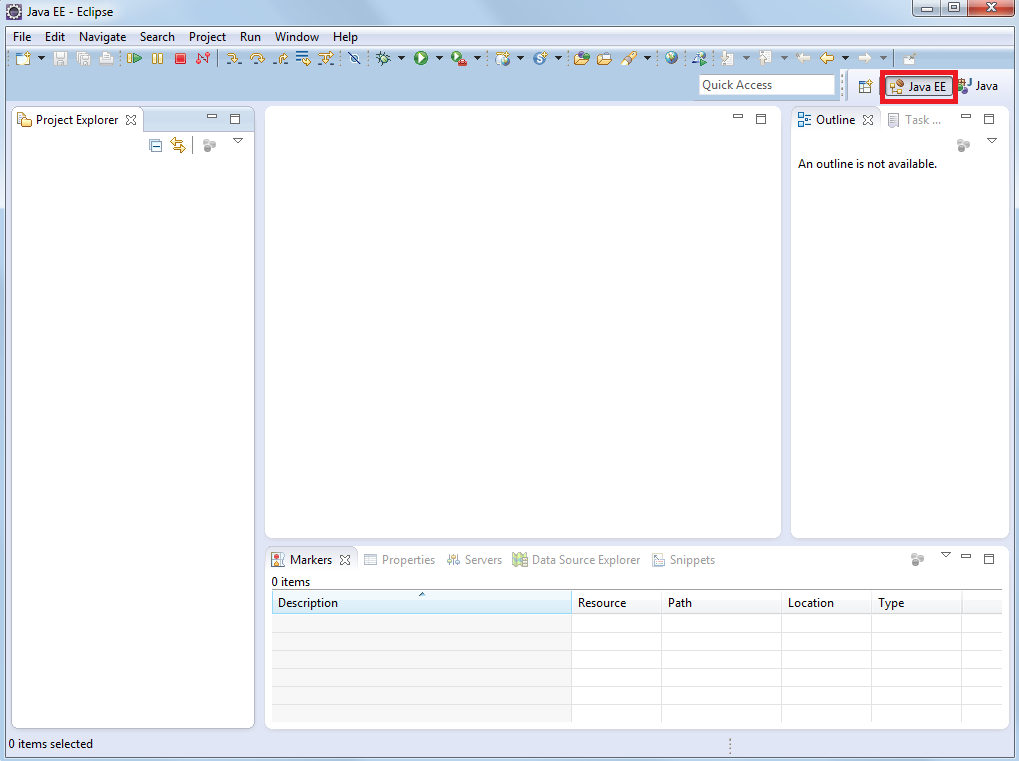 Java EE - Eclipse
File Edit Navigate Search Project Run Window Help
Quick Access
Java EE
Java
Project Explorer
Outline
Task ...
An outline is not available.
Markers Properties Servers Data Source Explorer Snippets
0 items
Description Resource Path Location Type
0 items selected